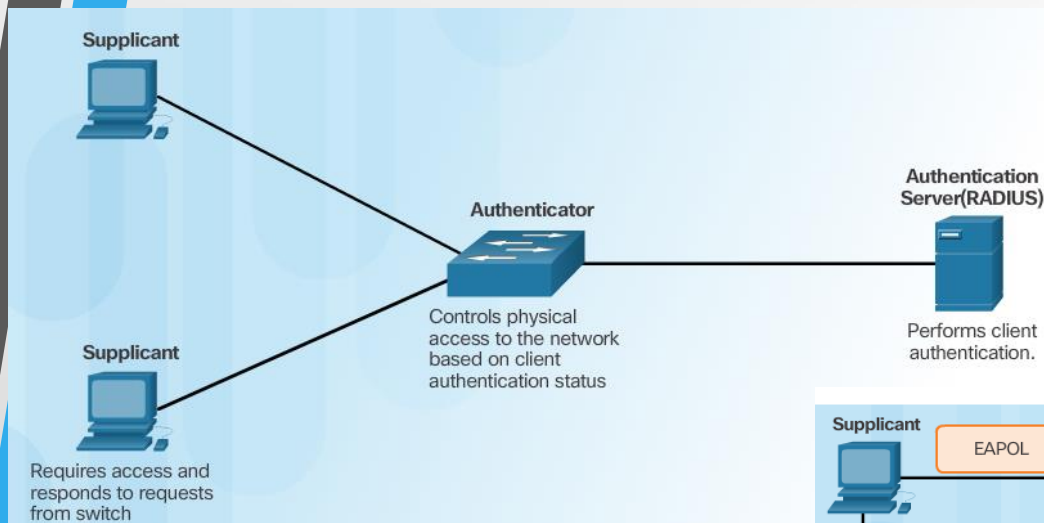 Supplicant
Authenticator
Controls physical
access to the network
based on client
authentication status
Authentication
Server(RADIUS)
Performs client
authentication.
Supplicant
Requires access and
responds to requests
from switch
Supplicant
EAPOL